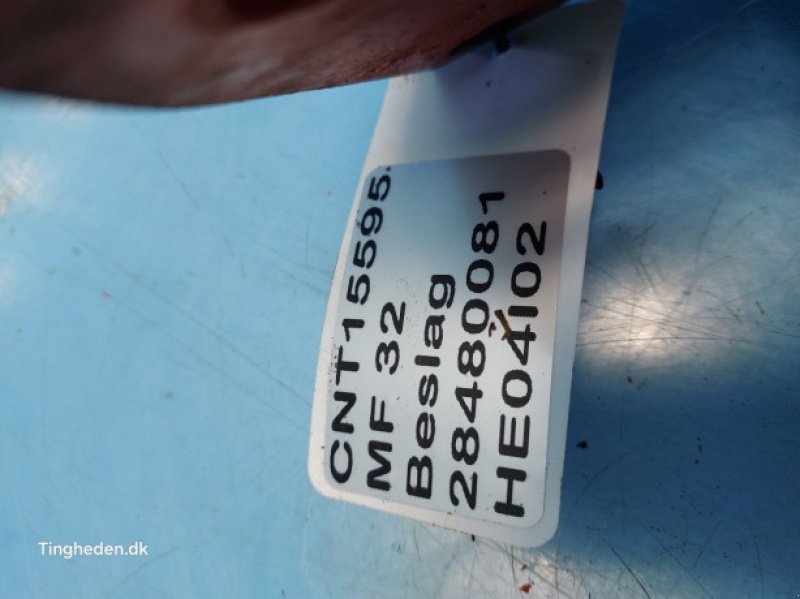 CNT15595.
MF 32
Beslag
28480081
HE04I02
Tingheden.dk